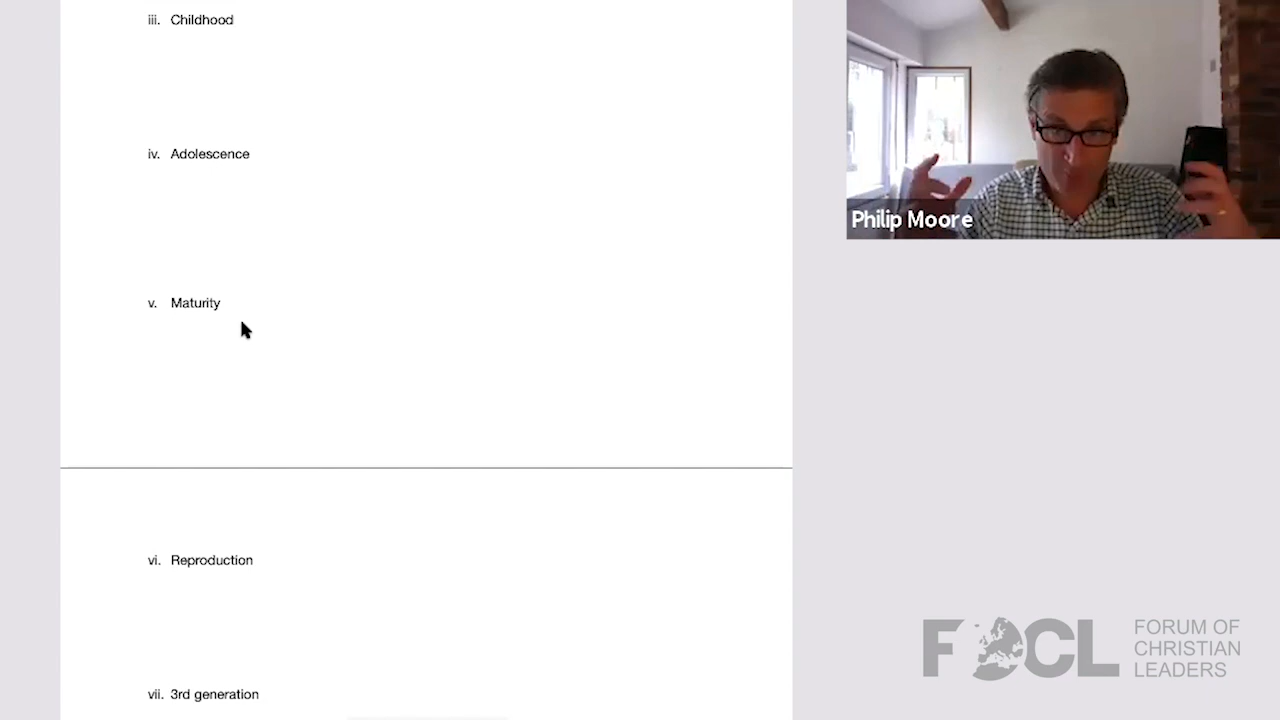 iii. Childhood
iv. Adolescence
v. Maturity
vi. Reproduction
vii. 3rd generation
Philip Moore
FOCL
FORUM OF
CHRISTIAN
LEADERS